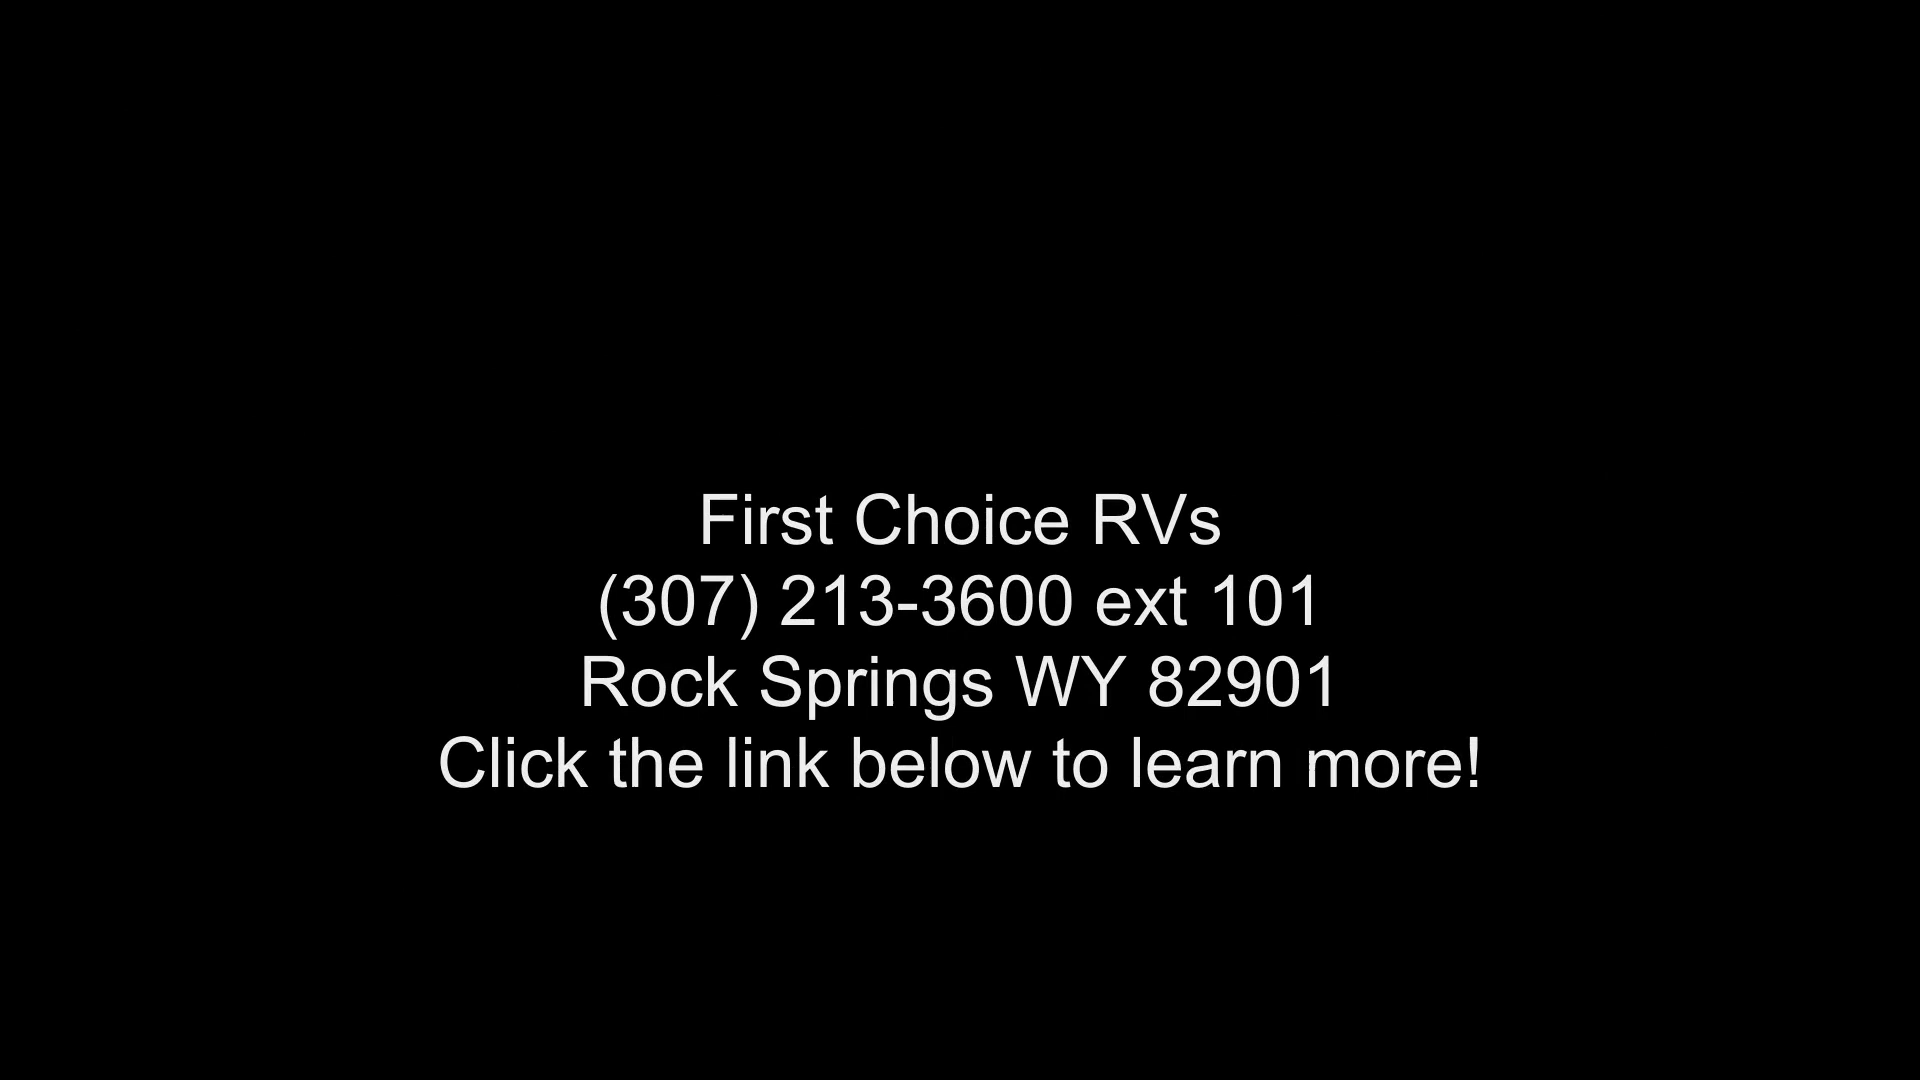 First Choice RVs
(307) 213-3600 ext 101
Rock Springs WY 82901
Click the link below to learn more!